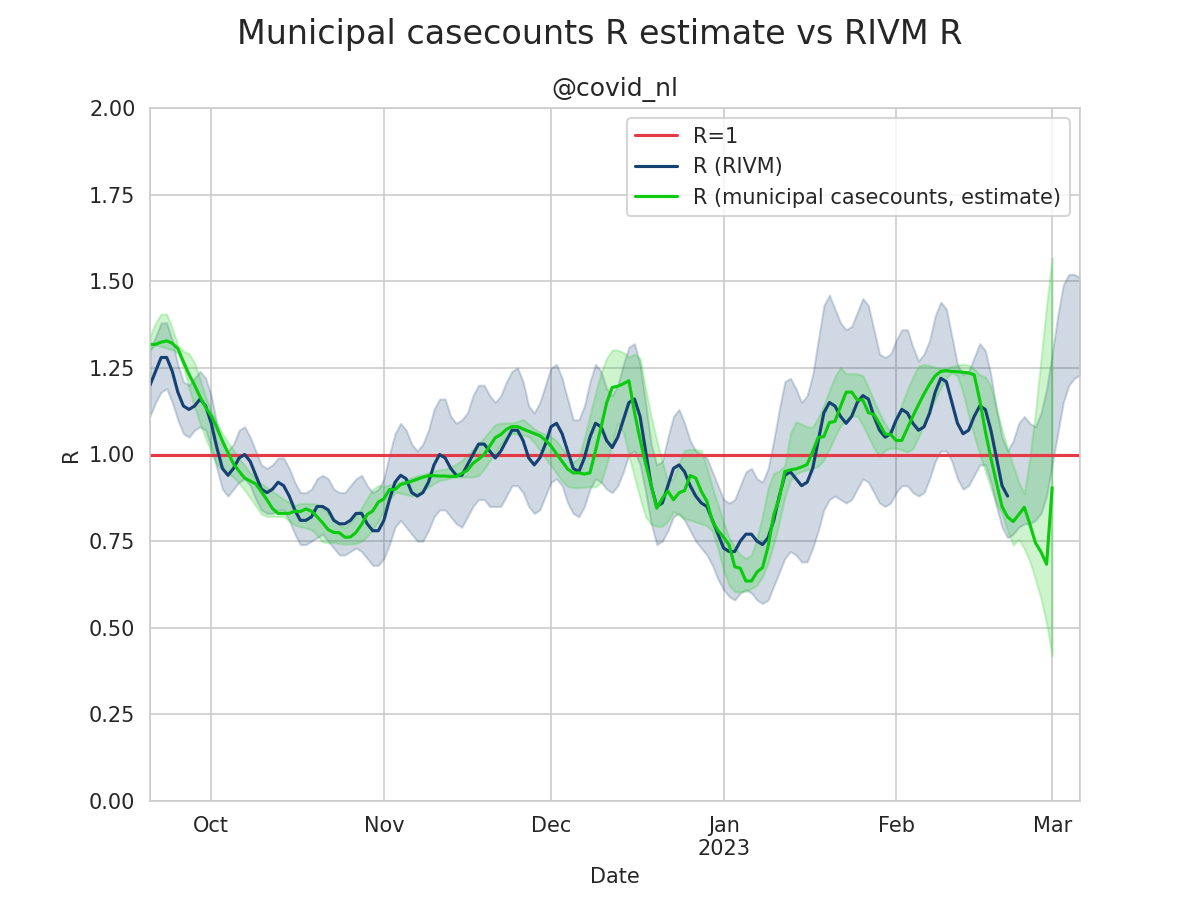 Municipal casecounts R estimate vs RIVM R
@covid_nl
R=1
R (RIVM)
R (municipal casecounts, estimate)
R
2.00
1.75
1.50
1.25
1.00
0.75
0.50
0.25
0.00
Oct Nov Dec Jan Feb Mar
2023
Date